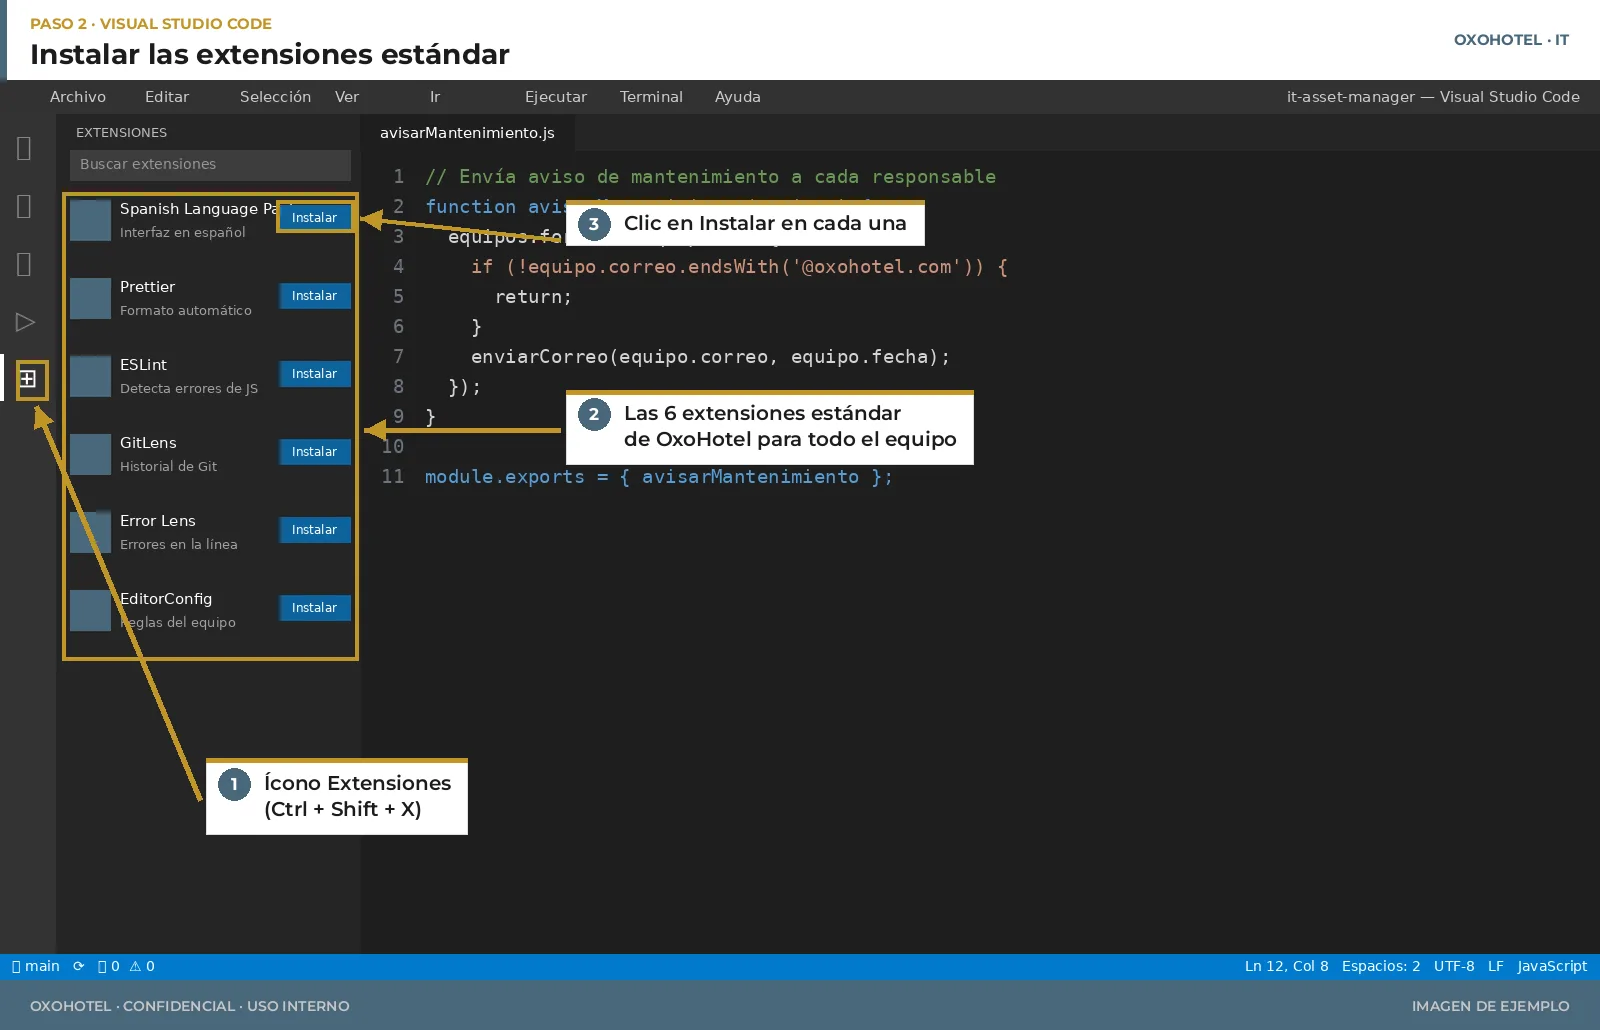 PASO 2 · VISUAL STUDIO CODE
Instalar las extensiones estándar
OXOHOTEL · IT
Archivo Editar Selección Ver Ir Ejecutar Terminal Ayuda
it-asset-manager — Visual Studio Code
EXTENSIONES
Buscar extensiones
Spanish Language
Instalar
Interfaz en español
Prettier
Instalar
Formato automático
ESLint
Instalar
Detecta errores de JS
GitLens
Instalar
Historial de Git
Error Lens
Instalar
Errores en la línea
EditorConfig
Instalar
Reglas del equipo
avisarMantenimiento.js
1 // Envía aviso de mantenimiento a cada responsable
2 function
3
4 if (!equipo.correo.endsWith('@oxohotel.com')) {
5 return;
6 }
7 enviarCorreo(equipo.correo, equipo.fecha);
8 });
9 }
10
11 module.exports = { avisarMantenimiento };
3 Clic en Instalar en cada una
2 Las 6 extensiones estándar
de OxoHotel para todo el equipo
1 Ícono Extensiones
(Ctrl + Shift + X)
main ⟳ 0 ⚠ 0
Ln 12, Col 8 Espacios: 2 UTF-8 LF JavaScript
OXOHOTEL · CONFIDENCIAL · USO INTERNO
IMAGEN DE EJEMPLO